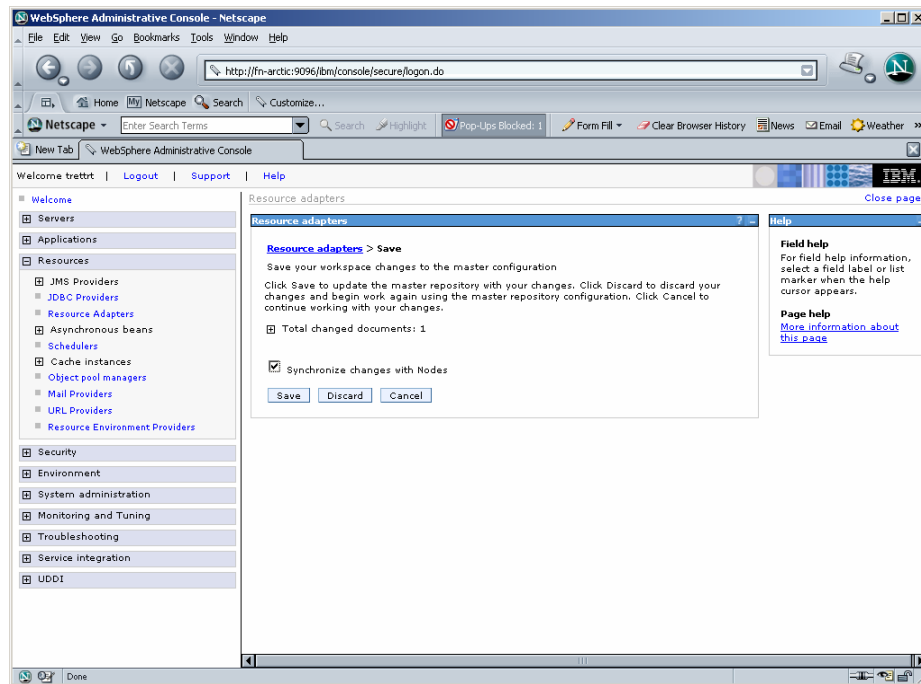 WebSphere Administrative Console - Netscape
File Edit View Go Bookmarks Tools Window Help
http://fn-arctic:9096/ibm/console/secure/logon.do
Home My Netscape Search Customize...
Netscape Enter Search Terms Search Highlight Pop-Ups Blocked: 1 Form Fill Clear Browser History News Email Weather »
New Tab WebSphere Administrative Console
Welcome trettrt | Logout | Support | Help IBM.
Welcome
Servers
Applications
Resources
JMS Providers
JDBC Providers
Resource Adapters
Asynchronous beans
Schedulers
Cache instances
Object pool managers
Mail Providers
URL Providers
Resource Environment Providers
Security
Environment
System administration
Monitoring and Tuning
Troubleshooting
Service integration
UDDI
Resource adapters Close page
Resource adapters ? -
Resource adapters > Save
Save your workspace changes to the master configuration
Click Save to update the master repository with your changes. Click Discard to discard your
changes and begin work again using the master repository configuration. Click Cancel to
continue working with your changes.
Total changed documents: 1
Synchronize changes with Nodes
Save Discard Cancel
Help
Field help
For field help information,
select a field label or list
marker when the help
cursor appears.
Page help
More information about
this page
Done